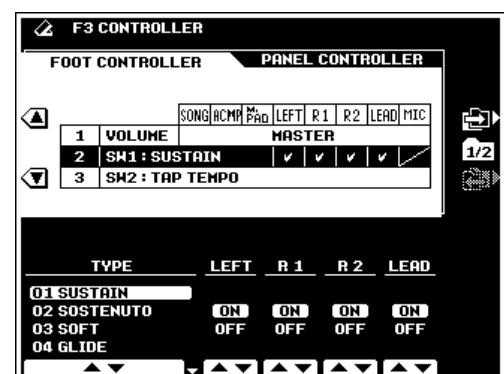 F3 CONTROLLER
FOOT CONTROLLER PANEL CONTROLLER
SONG ACMP M.PAD LEFT R1 R2 LEAD MIC
1 VOLUME MASTER
2 SW1:SUSTAIN ✓ ✓ ✓ ✓
1/2
3 SW2:TAP TEMPO
TYPE LEFT R1 R2 LEAD
01 SUSTAIN
02 SOSTENUTO ON ON ON ON
03 SOFT OFF OFF OFF OFF
04 GLIDE